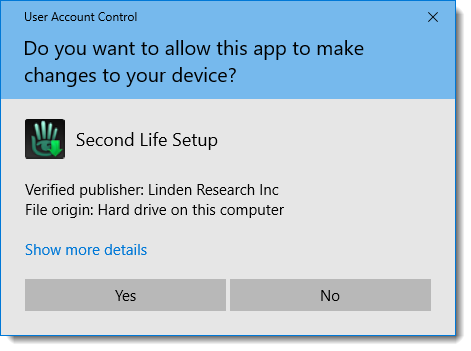 User Account Control
Do you want to allow this app to make
changes to your device?
Second Life Setup
Verified publisher: Linden Research Inc
File origin: Hard drive on this computer
Show more details
Yes
No